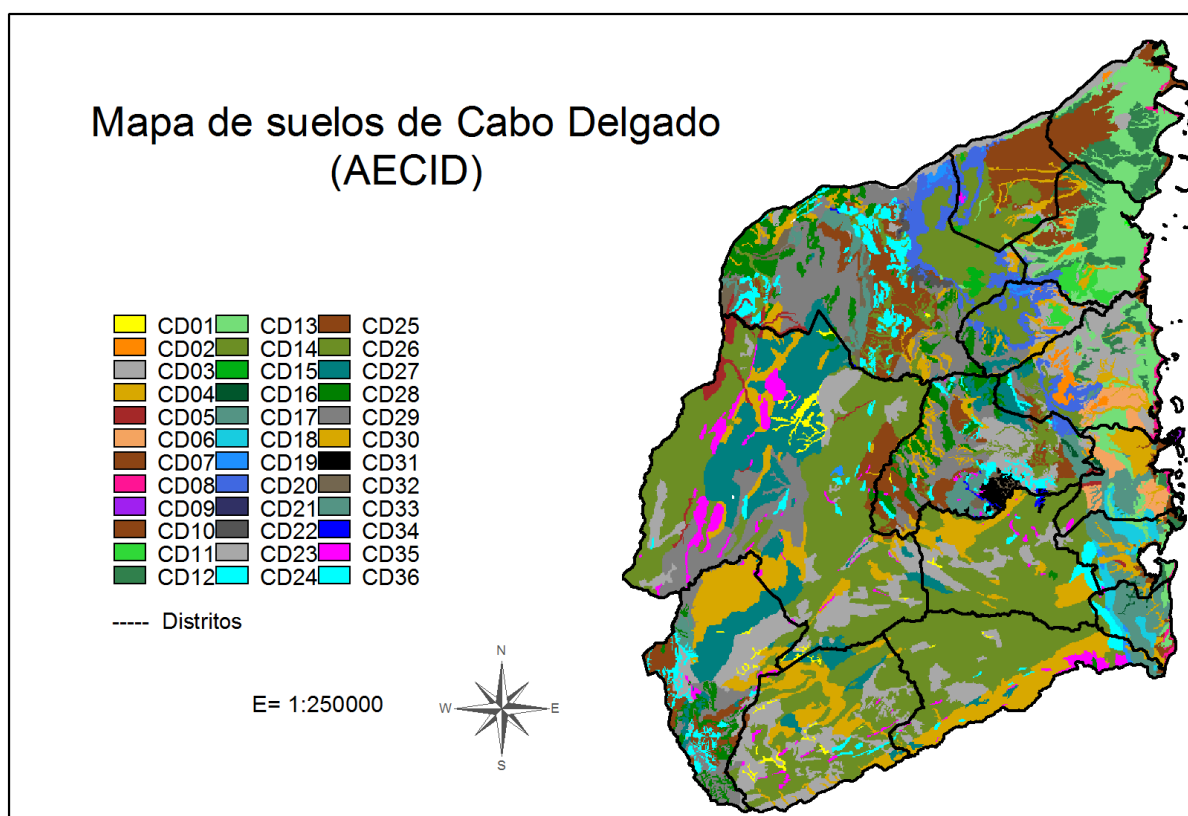 Mapa de suelos de Cabo Delgado
(AECID)
CD01 CD13 CD25
CD02 CD14 CD26
CD03 CD15 CD27
CD04 CD16 CD28
CD05 CD17 CD29
CD06 CD18 CD30
CD07 CD19 CD31
CD08 CD20 CD32
CD09 CD21 CD33
CD10 CD22 CD34
CD11 CD23 CD35
CD12 CD24 CD36
----- Distritos
E= 1:250000
N
W E
S